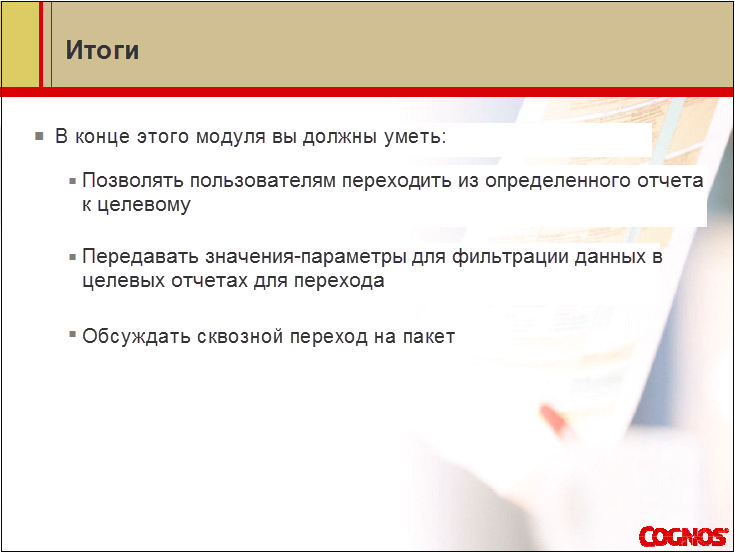 Итоги
В конце этого модуля вы должны уметь:
Позволять пользователям переходить из определенного отчета
к целевому
Передавать значения-параметры для фильтрации данных в
целевых отчетах для перехода
Обсуждать сквозной переход на пакет
COGNOS®